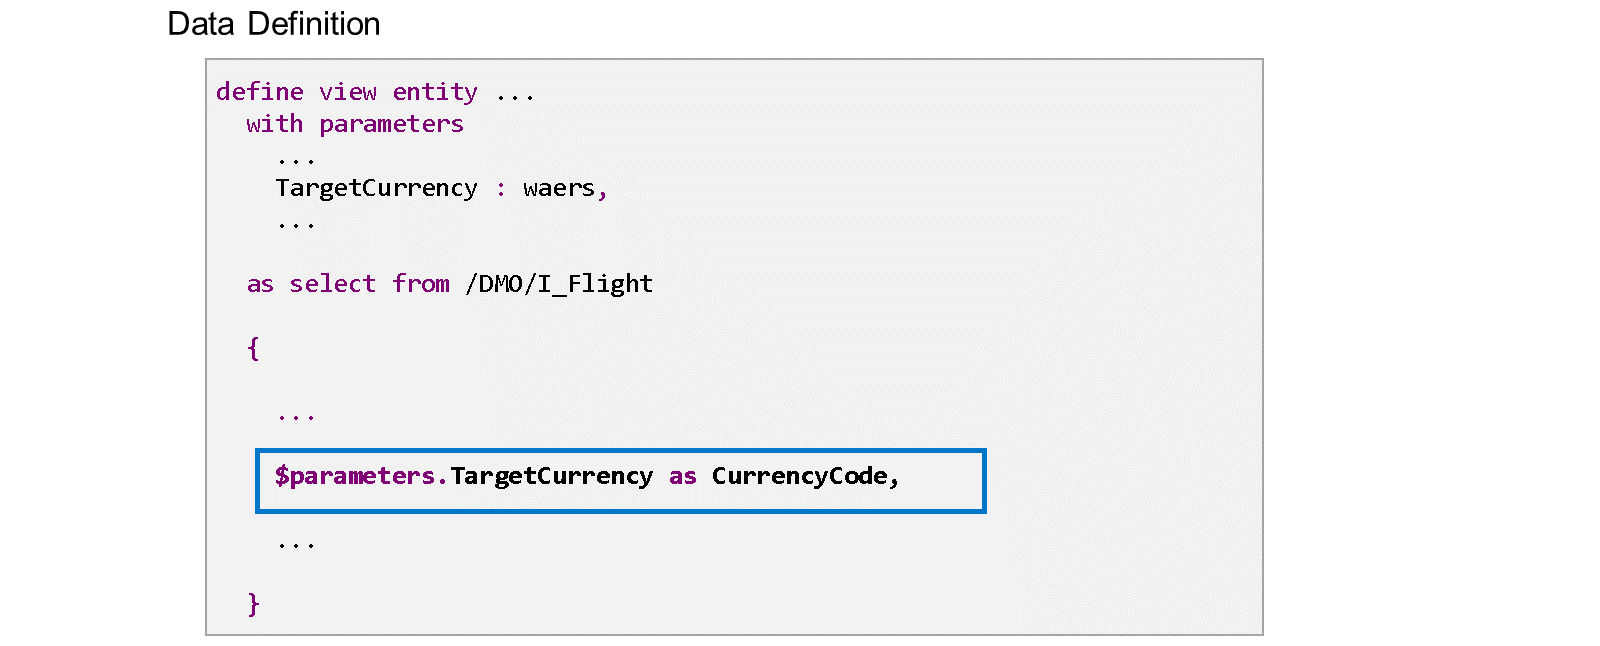 Data Definition
define view entity ...
with parameters
...
TargetCurrency : waers,
...
as select from /DMO/I_Flight
{
...
$parameters.TargetCurrency as CurrencyCode,
...
}